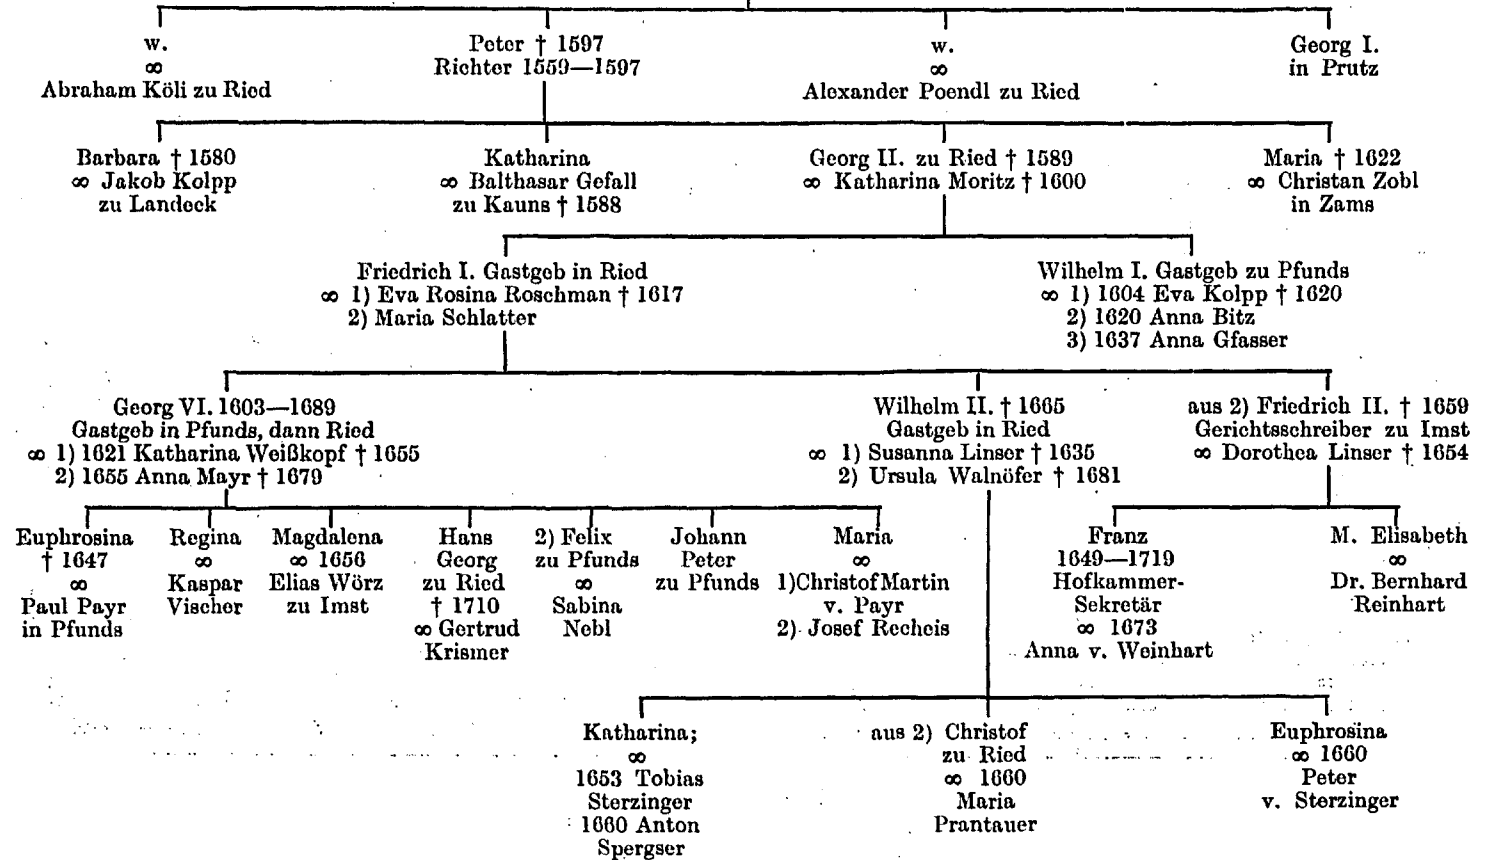 w.
∞
Abraham Köli zu Ried
Peter † 1597
Richter 1559—1597
w.
∞
Alexander Poendl zu Ried
Georg I.
in Prutz
Barbara † 1580
∞ Jakob Kolpp
zu Landeck
Katharina
∞ Balthasar Gefall
zu Kauns † 1588
Georg II. zu Ried † 1589
∞ Katharina Moritz † 1600
Maria † 1622
∞ Christan Zobl
in Zams
Friedrich I. Gastgeb in Ried
∞ 1) Eva Rosina Roschman † 1617
2) Maria Schlatter
Wilhelm I. Gastgeb zu Pfunds
∞ 1) 1604 Eva Kolpp † 1620
2) 1620 Anna Bitz
3) 1637 Anna Gfasser
Georg VI. 1603—1689
Gastgeb in Pfunds, dann Ried
∞ 1) 1621 Katharina Weißkopf † 1655
2) 1655 Anna Mayr † 1679
Wilhelm II. † 1665
Gastgeb in Ried
∞ 1) Susanna Linser † 1635
2) Ursula Walnöfer † 1681
aus 2) Friedrich II. † 1659
Gerichtsschreiber zu Imst
∞ Dorothea Linser † 1654
Euphrosina
† 1647
∞
Paul Payr
in Pfunds
Regina
∞
Kaspar
Vischer
Magdalena
∞ 1656
Elias Wörz
zu Imst
Hans
Georg
zu Ried
† 1710
∞ Gertrud
Krismer
2) Felix
zu Pfunds
∞
Sabina
Nebl
Johann
Peter
zu Pfunds
Maria
∞
1) Christof Martin
v. Payr
2) Josef Recheis
Franz
1649—1719
Hofkammer-
Sekretär
∞ 1673
Anna v. Weinhart
M. Elisabeth
∞
Dr. Bernhard
Reinhart
Katharina;
∞
1653 Tobias
Sterzinger
1660 Anton
Spergser
aus 2) Christof
zu Ried
∞ 1660
Maria
Prantauer
Euphrosina
∞ 1660
Peter
v. Sterzinger